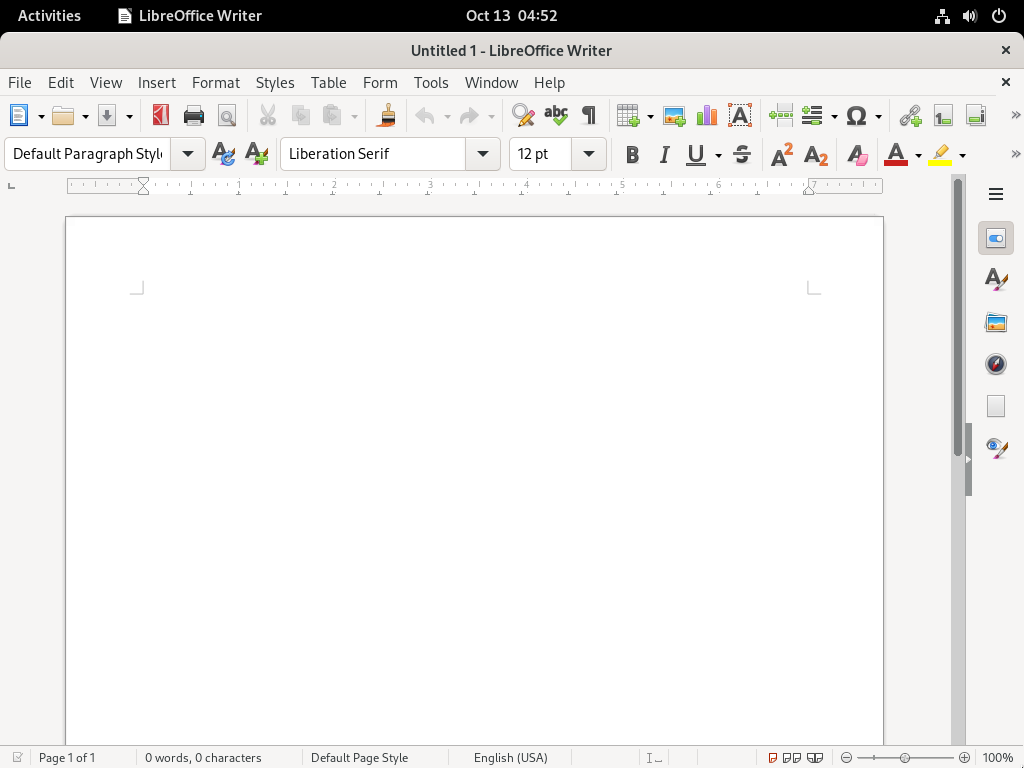 Activities LibreOffice Writer Oct 13 04:52
Untitled 1 - LibreOffice Writer
File Edit View Insert Format Styles Table Form Tools Window Help
Default Paragraph Style Liberation Serif 12 pt
1 2 3 4 5 6 7
Page 1 of 1 0 words, 0 characters Default Page Style English (USA) 100%